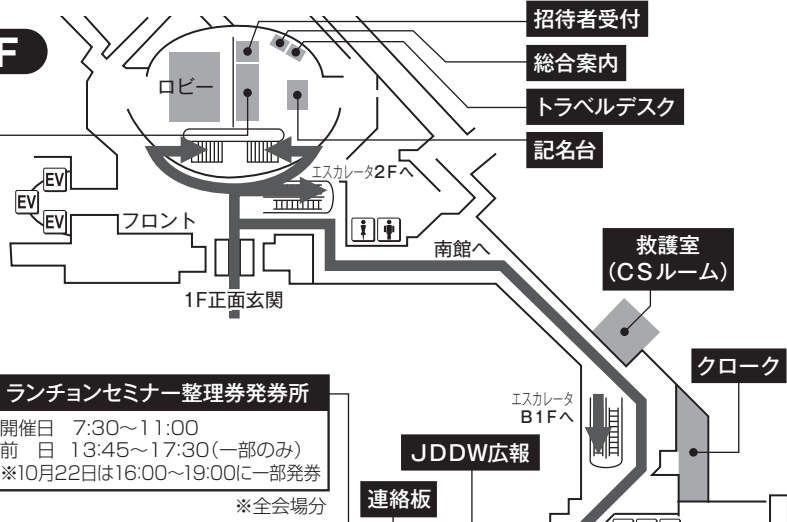 F
招待者受付
総合案内
トラベルデスク
記名台
ロビー
エスカレータ2Fへ
EV
EV
EV
フロント
南館へ
救護室
(CSルーム)
1F正面玄関
クローク
ランチョンセミナー整理券発券所
開催日 7:30〜11:00
前 日 13:45〜17:30(一部のみ)
※10月22日は16:00〜19:00に一部発券
※全会場分
エスカレータ
B1Fへ
JDDW広報
連絡板